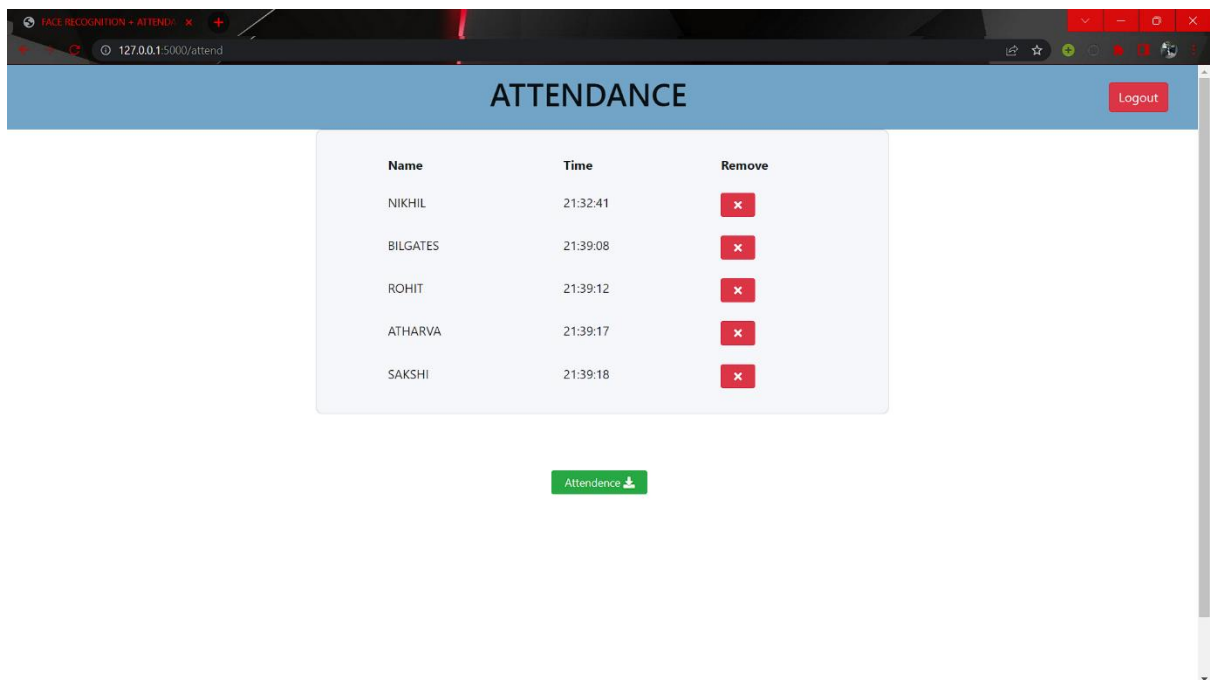 FACE RECOGNITION + ATTENDA
127.0.0.1:5000/attend
ATTENDANCE
Logout
Name Time Remove
NIKHIL 21:32:41
BILGATES 21:39:08
ROHIT 21:39:12
ATHARVA 21:39:17
SAKSHI 21:39:18
Attendence